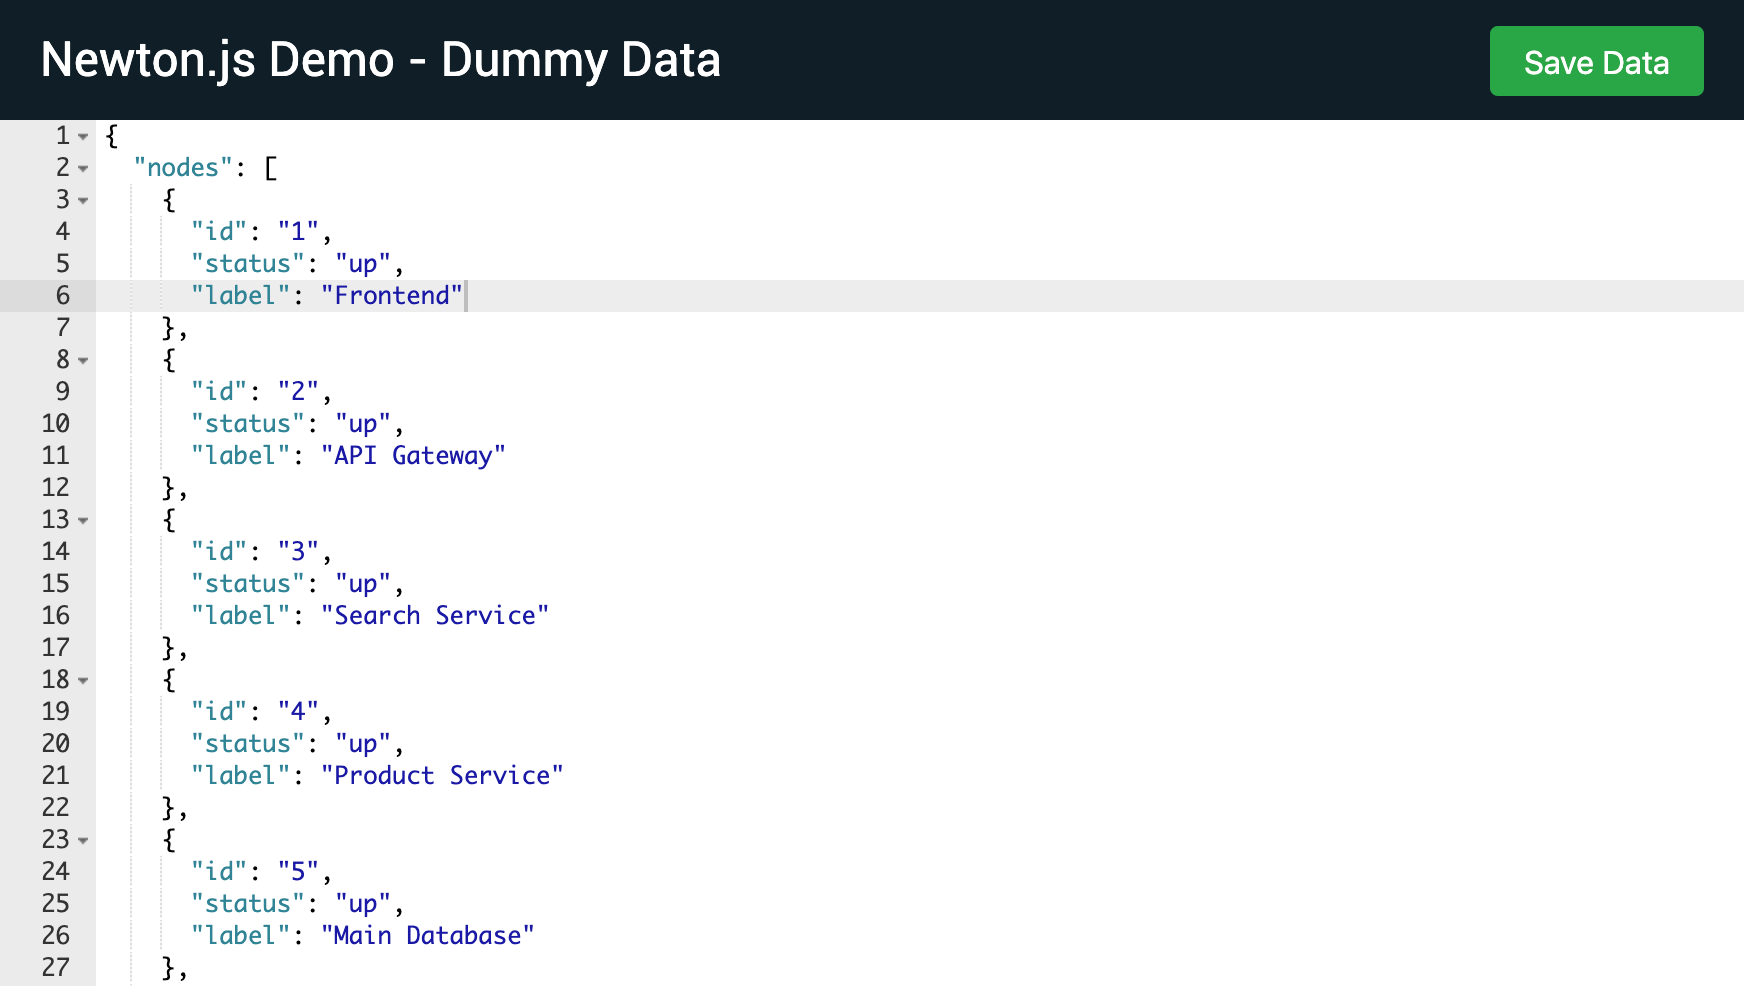 Newton.js Demo - Dummy Data
Save Data
1 {
2   "nodes": [
3     {
4       "id": "1",
5       "status": "up",
6       "label": "Frontend"
7     },
8     {
9       "id": "2",
10       "status": "up",
11       "label": "API Gateway"
12     },
13     {
14       "id": "3",
15       "status": "up",
16       "label": "Search Service"
17     },
18     {
19       "id": "4",
20       "status": "up",
21       "label": "Product Service"
22     },
23     {
24       "id": "5",
25       "status": "up",
26       "label": "Main Database"
27     },